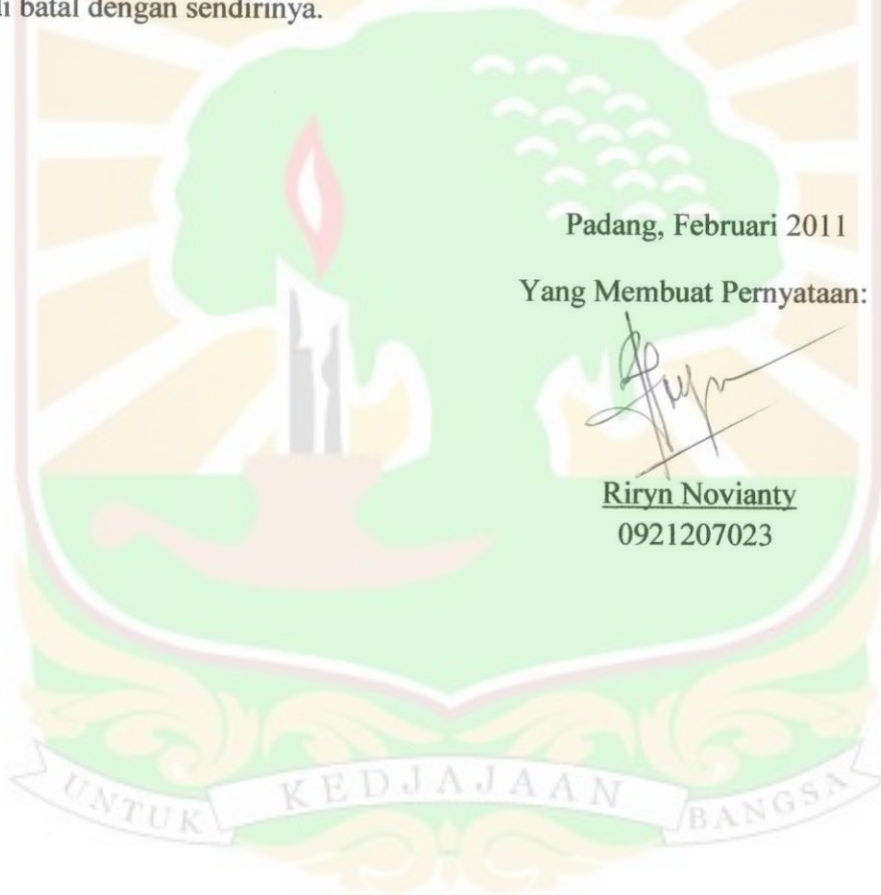 batal dengan sendirinya.
Padang, Februari 2011
Yang Membuat Pernyataan:
Riryn Novianty
0921207023
UNTUK KEDJAJAAN BANGSA